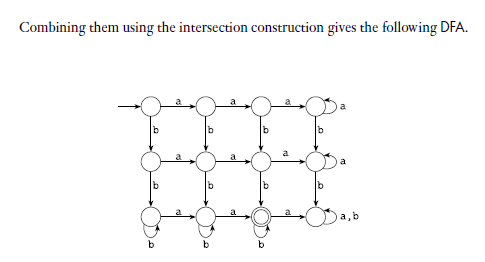 Combining them using the intersection construction gives the following DFA.
a a a a
b b b b
a a a a
b b b b
a a a a,b
b b b